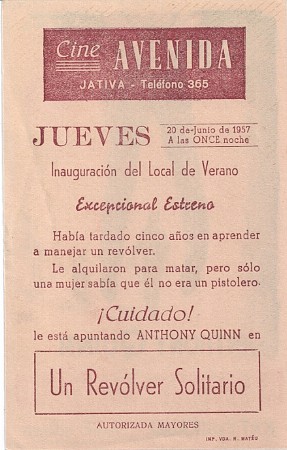 Cine AVENIDA
JATIVA - Teléfono 365
JUEVES
20 de-Junio de 1957
A las ONCE noche
Inauguración del Local de Verano
Excepcional Estreno
Había tardado cinco años en aprender
a manejar un revólver.
Le alquilaron para matar, pero sólo
una mujer sabía que él no era un pistolero.
¡Cuidado!
le está apuntando ANTHONY QUINN en
Un Revólver Solitario
AUTORIZADA MAYORES
IMP. VDA. R. MATÉU